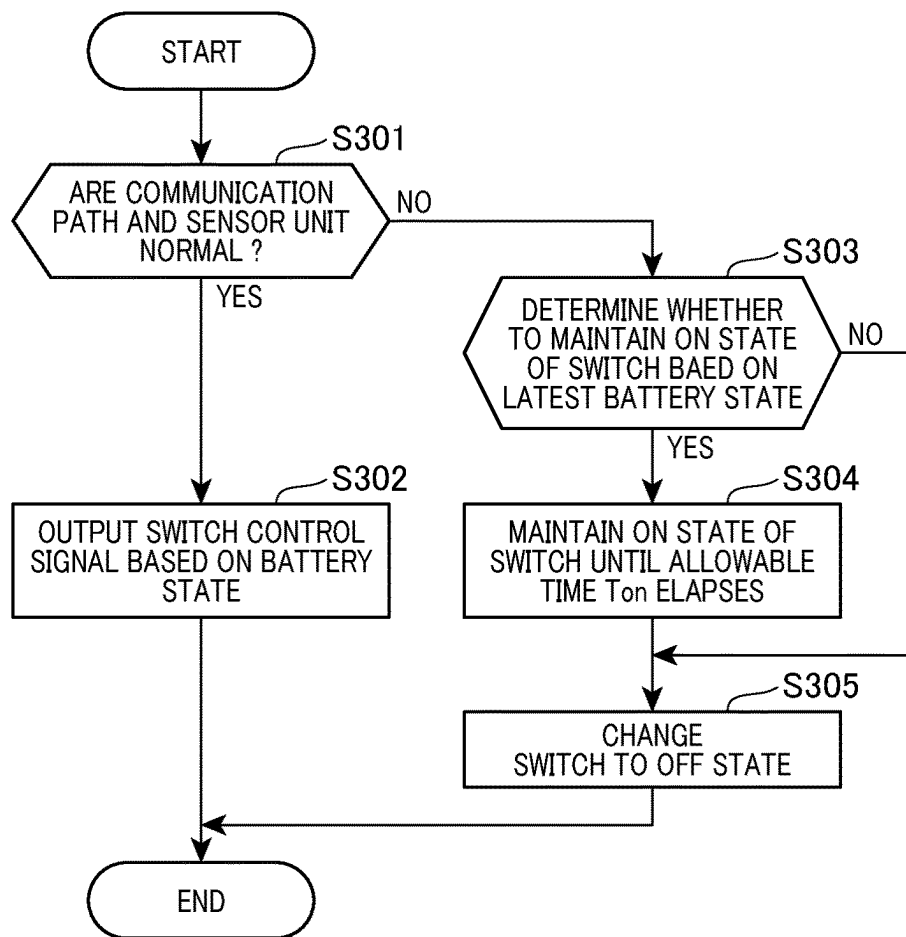 START
S301
ARE COMMUNICATION
PATH AND SENSOR UNIT
NORMAL ?
NO
YES
S303
DETERMINE WHETHER
TO MAINTAIN ON STATE
OF SWITCH BAED ON
LATEST BATTERY STATE
NO
YES
S302
OUTPUT SWITCH CONTROL
SIGNAL BASED ON BATTERY
STATE
S304
MAINTAIN ON STATE OF
SWITCH UNTIL ALLOWABLE
TIME Ton ELAPSES
S305
CHANGE
SWITCH TO OFF STATE
END